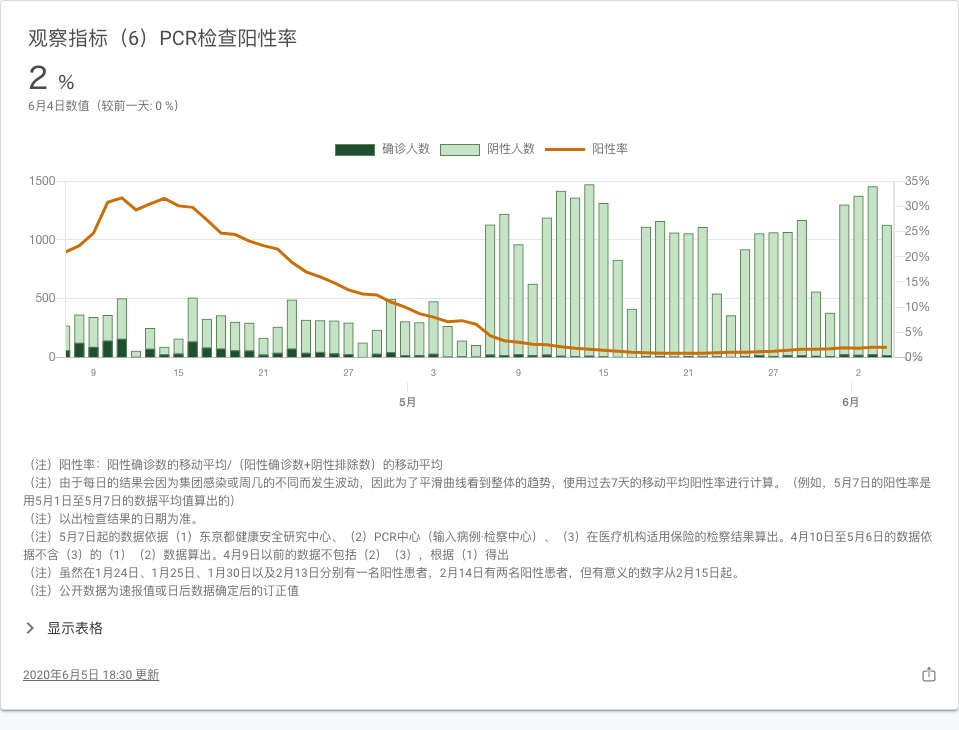 观察指标（6）PCR检查阳性率
2 %
6月4日数值（较前一天: 0 %）
确诊人数 阴性人数 阳性率
1500 35%
30%
1000 25%
20%
15%
500 10%
5%
0 0%
9 15 21 27 3 9 15 21 27 2
5月 6月
（注）阳性率：阳性确诊数的移动平均/（阳性确诊数+阴性排除数）的移动平均
（注）由于每日的结果会因为集团感染或周几的不同而发生波动，因此为了平滑曲线看到整体的趋势，使用过去7天的移动平均阳性率进行计算。（例如，5月7日的阳性率是
用5月1日至5月7日的数据平均值算出的）
（注）以出检查结果的日期为准。
（注）5月7日起的数据依据（1）东京都健康安全研究中心、（2）PCR中心（输入病例·检察中心）、（3）在医疗机构适用保险的检察结果算出。4月10日至5月6日的数据依
据不含（3）的（1）（2）数据算出。4月9日以前的数据不包括（2）（3），根据（1）得出
（注）虽然在1月24日、1月25日、1月30日以及2月13日分别有一名阳性患者，2月14日有两名阳性患者，但有意义的数字从2月15日起。
（注）公开数据为速报值或日后数据确定后的订正值
显示表格
2020年6月5日 18:30 更新